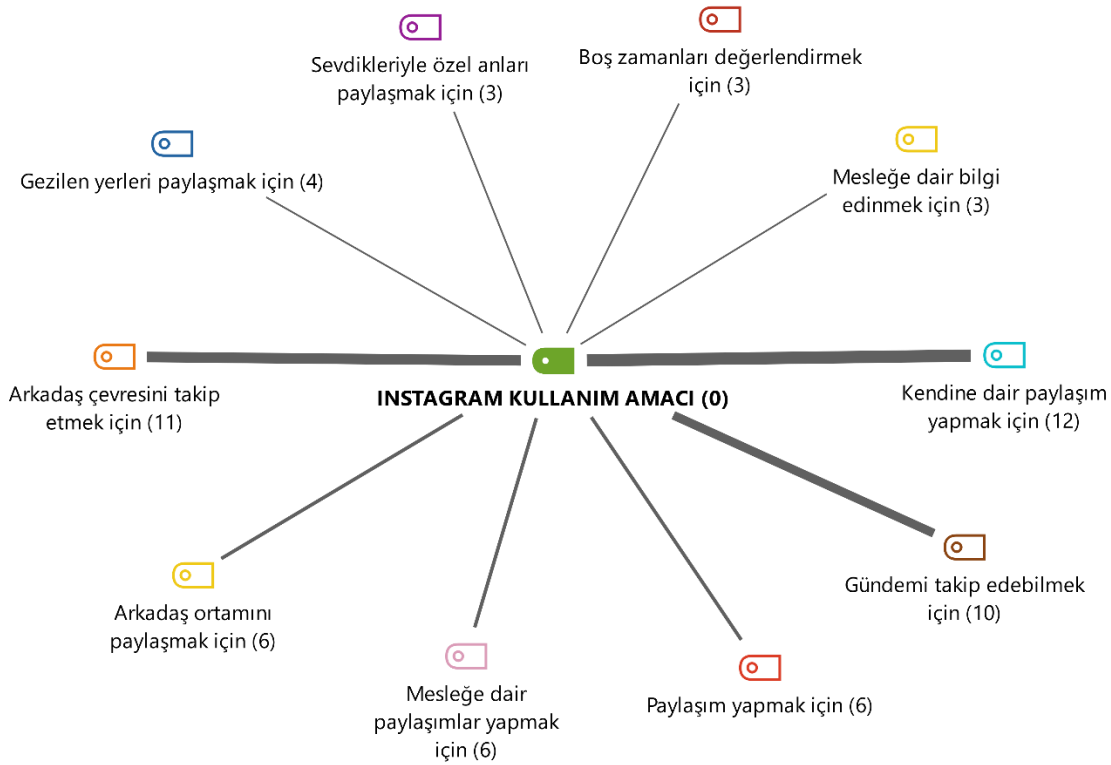 Sevdikleriyle özel anları
paylaşmak için (3)
Boş zamanları değerlendirmek
için (3)
Gezilen yerleri paylaşmak için (4)
Mesleğe dair bilgi
edinmek için (3)
Arkadaş çevresini takip
etmek için (11)
INSTAGRAM KULLANIM AMACI (0)
Kendine dair paylaşım
yapmak için (12)
Arkadaş ortamını
paylaşmak için (6)
Gündemi takip edebilmek
için (10)
Mesleğe dair
paylaşımlar yapmak
için (6)
Paylaşım yapmak için (6)